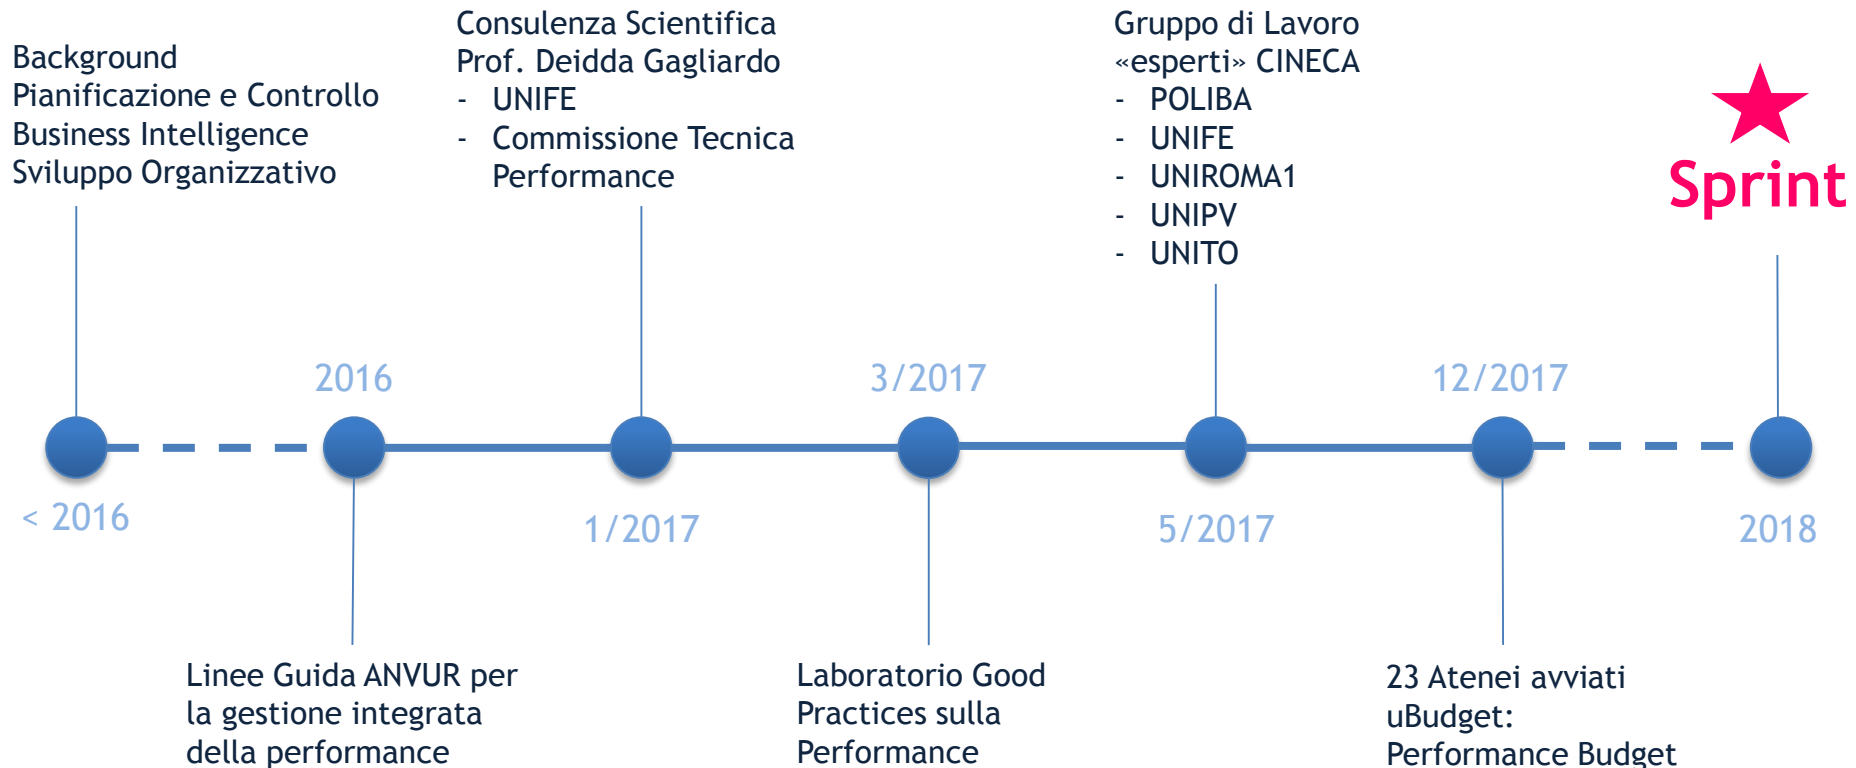 Background
Pianificazione e Controllo
Business Intelligence
Sviluppo Organizzativo
Consulenza Scientifica
Prof. Deidda Gagliardo
- UNIFE
- Commissione Tecnica
Performance
Gruppo di Lavoro
«esperti» CINECA
- POLIBA
- UNIFE
- UNIROMA1
- UNIPV
- UNITO
Sprint
2016
3/2017
12/2017
< 2016
1/2017
5/2017
2018
Linee Guida ANVUR per
la gestione integrata
della performance
Laboratorio Good
Practices sulla
Performance
23 Atenei avviati
uBudget:
Performance Budget